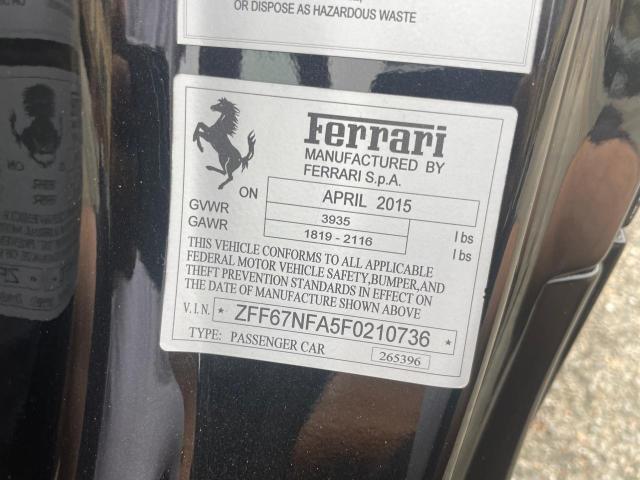 OR DISPOSE AS HAZARDOUS WASTE
Ferrari
MANUFACTURED BY
FERRARI S.p.A.
ON APRIL 2015
GVWR 3935 lbs
GAWR 1819 - 2116 lbs
THIS VEHICLE CONFORMS TO ALL APPLICABLE
FEDERAL MOTOR VEHICLE SAFETY,BUMPER,AND
THEFT PREVENTION STANDARDS IN EFFECT ON
THE DATE OF MANUFACTURE SHOWN ABOVE
V.I.N. * ZFF67NFA5F0210736 *
TYPE: PASSENGER CAR 265396